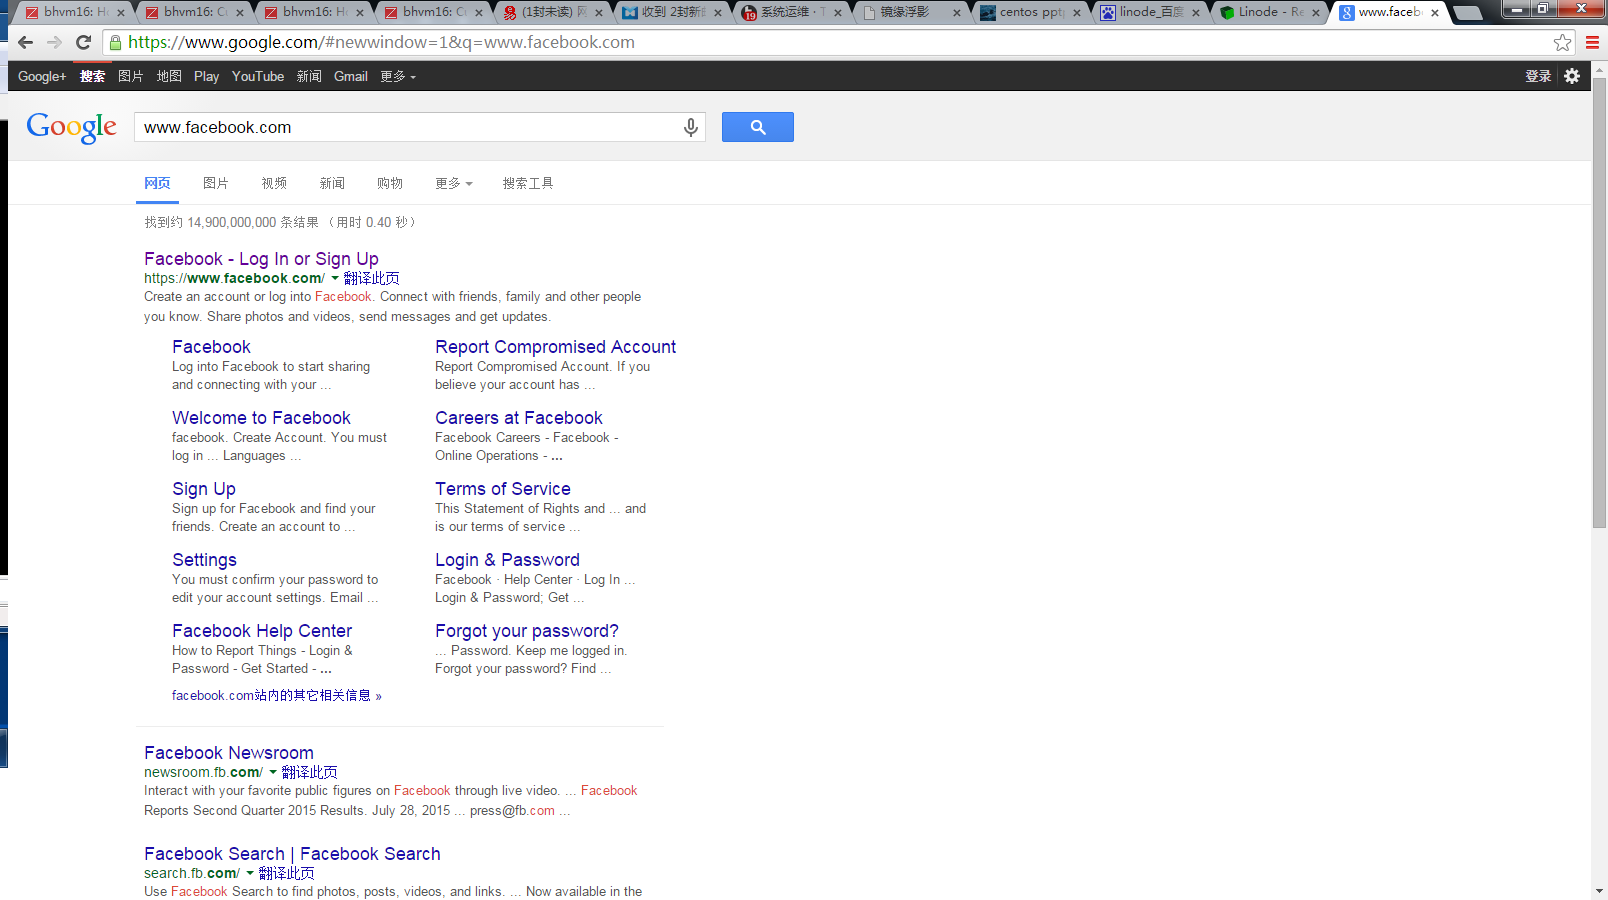 bhvm16: Ho
bhvm16: Cu
bhvm16: Ho
bhvm16: Cu
(1封未读) 网
收到 2封新邮
系统运维 · T
镜缘浮影
centos pptp
linode_百度
Linode - Re
www.faceb
https://www.google.com/#newwindow=1&q=www.facebook.com
Google+ 搜索 图片 地图 Play YouTube 新闻 Gmail 更多
登录
Google
www.facebook.com
网页 图片 视频 新闻 购物 更多 搜索工具
找到约 14,900,000,000 条结果 （用时 0.40 秒）
Facebook - Log In or Sign Up
https://www.facebook.com/ 翻译此页
Create an account or log into Facebook. Connect with friends, family and other people
you know. Share photos and videos, send messages and get updates.
Facebook
Log into Facebook to start sharing
and connecting with your ...
Report Compromised Account
Report Compromised Account. If you
believe your account has ...
Welcome to Facebook
facebook. Create Account. You must
log in ... Languages ...
Careers at Facebook
Facebook Careers - Facebook -
Online Operations - ...
Sign Up
Sign up for Facebook and find your
friends. Create an account to ...
Terms of Service
This Statement of Rights and ... and
is our terms of service ...
Settings
You must confirm your password to
edit your account settings. Email ...
Login & Password
Facebook · Help Center · Log In ...
Login & Password; Get ...
Facebook Help Center
How to Report Things - Login &
Password - Get Started - ...
Forgot your password?
... Password. Keep me logged in.
Forgot your password? Find ...
facebook.com站内的其它相关信息 »
Facebook Newsroom
newsroom.fb.com/ 翻译此页
Interact with your favorite public figures on Facebook through live video. ... Facebook
Reports Second Quarter 2015 Results. July 28, 2015 ... press@fb.com ...
Facebook Search | Facebook Search
search.fb.com/ 翻译此页
Use Facebook Search to find photos, posts, videos, and links. ... Now available in the